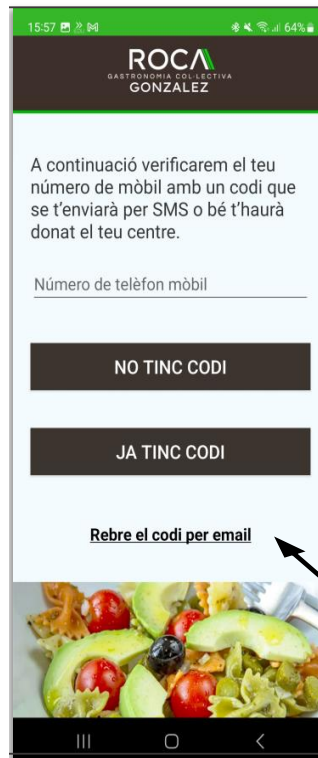 15:57
64%
ROCA
GASTRONOMIA COL·LECTIVA
GONZALEZ
A continuació verificarem el teu
número de mòbil amb un codi que
se t'enviarà per SMS o bé t'haurà
donat el teu centre.
Número de telèfon mòbil
NO TINC CODI
JA TINC CODI
Rebre el codi per email